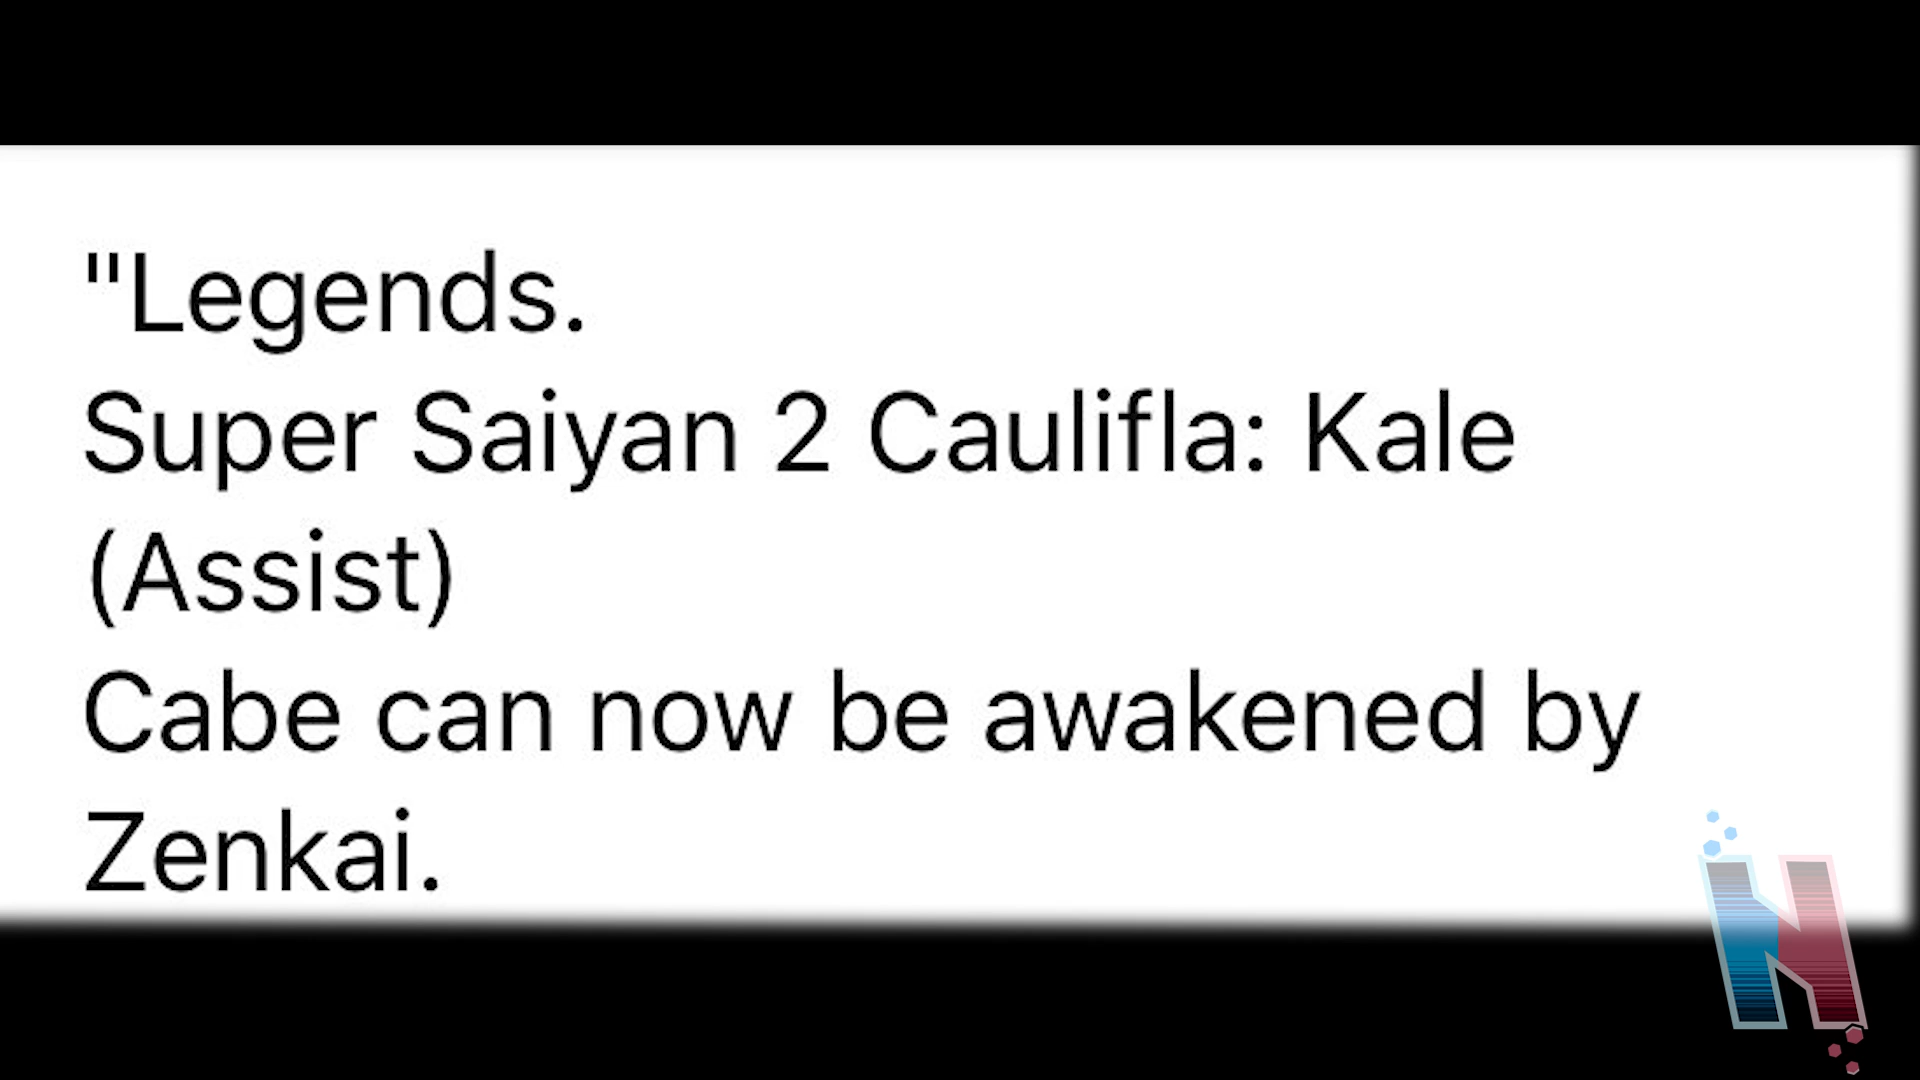 "Legends.
Super Saiyan 2 Caulifla: Kale
(Assist)
Cabe can now be awakened by
Zenkai.
N